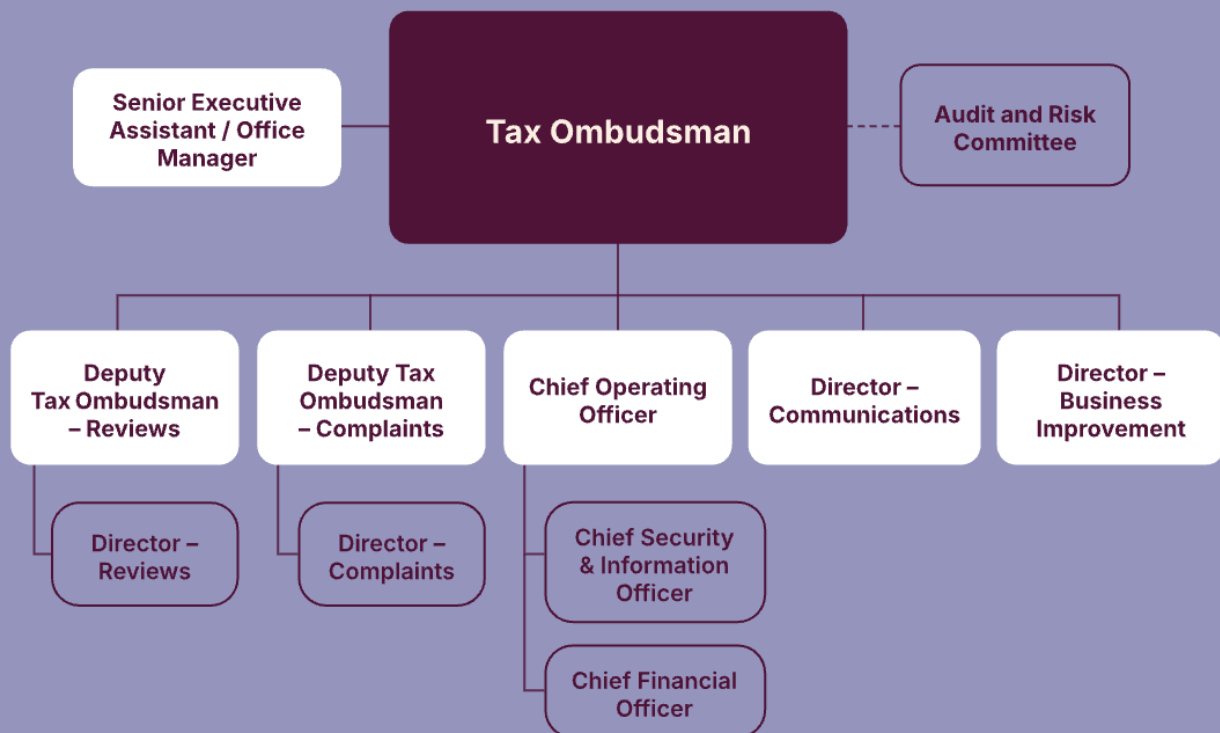 Senior Executive
Assistant / Office
Manager
Tax Ombudsman
Audit and Risk
Committee
Deputy
Tax Ombudsman
– Reviews
Deputy Tax
Ombudsman
– Complaints
Chief Operating
Officer
Director –
Communications
Director –
Business
Improvement
Director –
Reviews
Director –
Complaints
Chief Security
& Information
Officer
Chief Financial
Officer